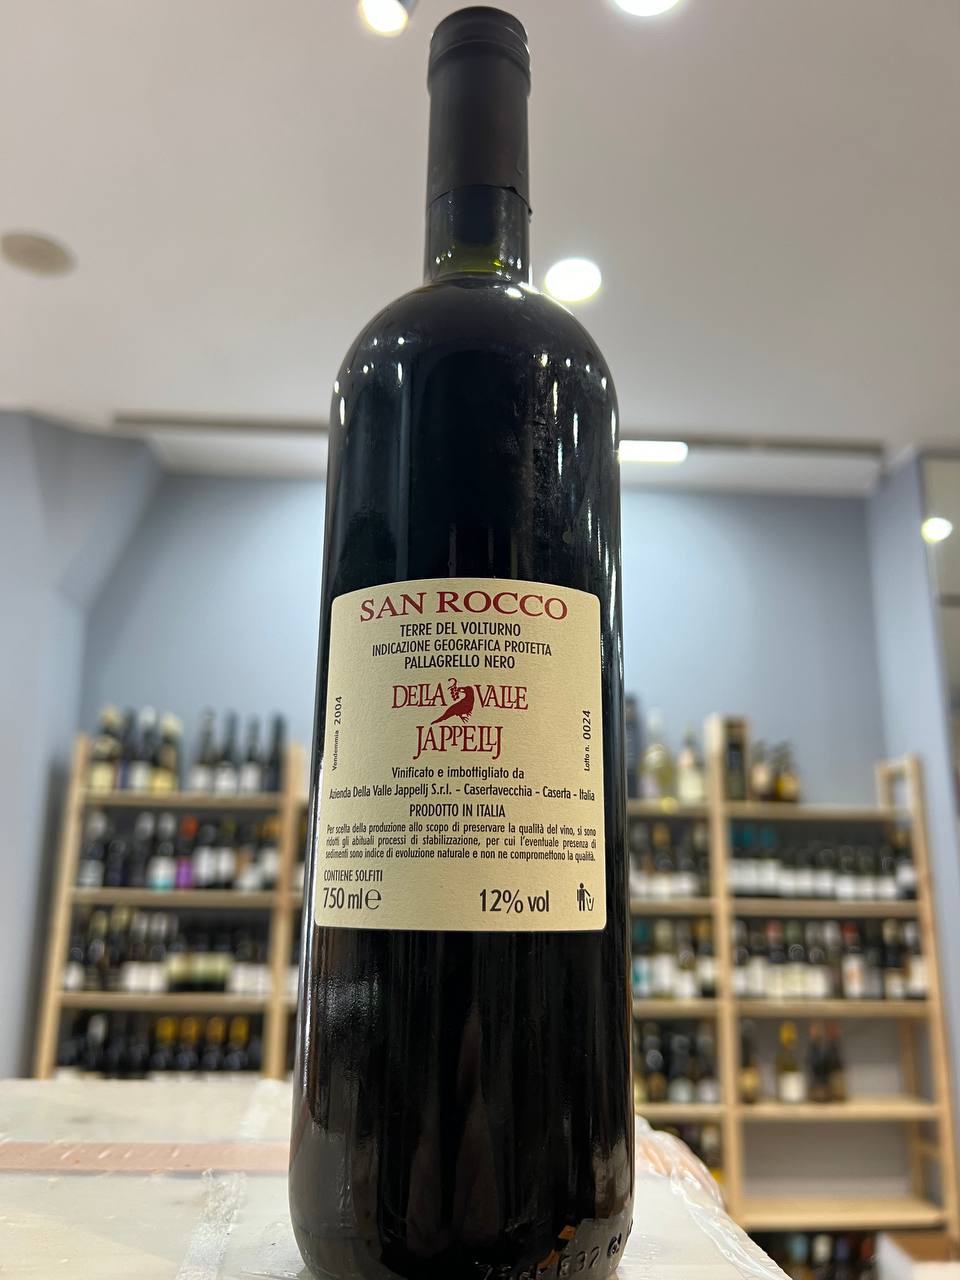 SAN ROCCO
TERRE DEL VOLTURNO
INDICAZIONE GEOGRAFICA PROTETTA
PALLAGRELLO NERO
DELLA VALLE
JAPPELLJ
Vendemmia 2004
Lotto n. 0024
Vinificato e imbottigliato da
Azienda Della Valle Jappellj S.r.l. - Casertavecchia - Caserta - Italia
PRODOTTO IN ITALIA
Per scelta della produzione allo scopo di preservare la qualità del vino, si sono
ridotti gli abituali processi di stabilizzazione, per cui l'eventuale presenza di
sedimenti sono indice di evoluzione naturale e non ne compromettono la qualità.
CONTIENE SOLFITI
750 ml e
12% vol